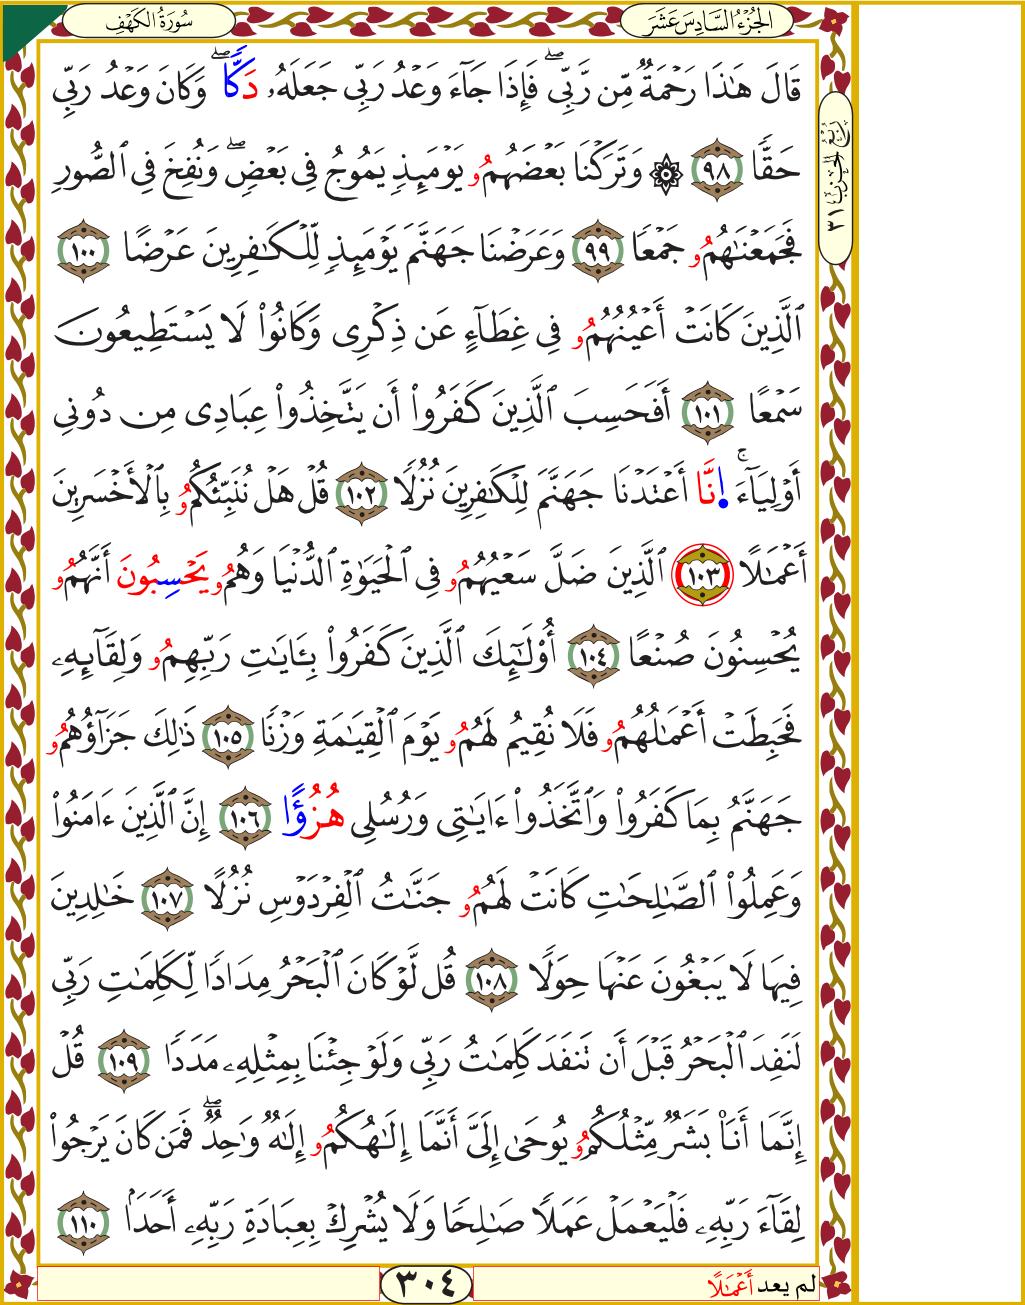 سُورَةُ الكَهْفِ
الجُزْءُ السَّادِسَ عَشَرَ
قَالَ هَٰذَا رَحْمَةٌ مِّن رَّبِّي ۖ فَإِذَا جَآءَ وَعْدُ رَبِّي جَعَلَهُۥ دَكًّا ۖ وَكَانَ وَعْدُ رَبِّي
حَقًّا ٩٨ ۞ وَتَرَكْنَا بَعْضَهُمُۥ يَوْمَئِذٍ يَمُوجُ فِي بَعْضٍ ۖ وَنُفِخَ فِي ٱلصُّورِ
فَجَمَعْنَٰهُمُۥ جَمْعًا ٩٩ وَعَرَضْنَا جَهَنَّمَ يَوْمَئِذٍ لِّلْكَٰفِرِينَ عَرْضًا ١٠٠
ٱلَّذِينَ كَانَتْ أَعْيُنُهُمُۥ فِي غِطَآءٍ عَن ذِكْرِي وَكَانُوا۟ لَا يَسْتَطِيعُونَ
سَمْعًا ١٠١ أَفَحَسِبَ ٱلَّذِينَ كَفَرُوٓا۟ أَن يَتَّخِذُوا۟ عِبَادِي مِن دُونِي
أَوْلِيَآءَ ۚ إِنَّا أَعْتَدْنَا جَهَنَّمَ لِلْكَٰفِرِينَ نُزُلًا ١٠٢ قُلْ هَلْ نُنَبِّئُكُمُۥ بِٱلْأَخْسَرِينَ
أَعْمَٰلًا ١٠٣ ٱلَّذِينَ ضَلَّ سَعْيُهُمُۥ فِي ٱلْحَيَوٰةِ ٱلدُّنْيَا وَهُمُۥ يَحْسِبُونَ أَنَّهُمُۥ
يُحْسِنُونَ صُنْعًا ١٠٤ أُو۟لَٰٓئِكَ ٱلَّذِينَ كَفَرُوا۟ بِـَٔايَٰتِ رَبِّهِمُۥ وَلِقَآئِهِۦ
فَحَبِطَتْ أَعْمَٰلُهُمُۥ فَلَا نُقِيمُ لَهُمُۥ يَوْمَ ٱلْقِيَٰمَةِ وَزْنًا ١٠٥ ذَٰلِكَ جَزَآؤُهُمُۥ
جَهَنَّمُ بِمَا كَفَرُوا۟ وَٱتَّخَذُوٓا۟ ءَايَٰتِي وَرُسُلِي هُزُؤًا ١٠٦ إِنَّ ٱلَّذِينَ ءَامَنُوا۟
وَعَمِلُوا۟ ٱلصَّٰلِحَٰتِ كَانَتْ لَهُمُۥ جَنَّٰتُ ٱلْفِرْدَوْسِ نُزُلًا ١٠٧ خَٰلِدِينَ
فِيهَا لَا يَبْغُونَ عَنْهَا حِوَلًا ١٠٨ قُل لَّوْ كَانَ ٱلْبَحْرُ مِدَادًا لِّكَلِمَٰتِ رَبِّي
لَنَفِدَ ٱلْبَحْرُ قَبْلَ أَن تَنفَدَ كَلِمَٰتُ رَبِّي وَلَوْ جِئْنَا بِمِثْلِهِۦ مَدَدًا ١٠٩ قُلْ
إِنَّمَا أَنَا۠ بَشَرٌ مِّثْلُكُمُۥ يُوحَىٰ إِلَيَّ أَنَّمَا إِلَٰهُكُمُۥ إِلَٰهٌ وَٰحِدٌ ۖ فَمَن كَانَ يَرْجُوا۟
لِقَآءَ رَبِّهِۦ فَلْيَعْمَلْ عَمَلًا صَٰلِحًا وَلَا يُشْرِكْ بِعِبَادَةِ رَبِّهِۦ أَحَدًا ١١٠
رُبْعُ الحِزْبِ ٣١
لم يعد أَعْمَٰلًا
٣٠٤